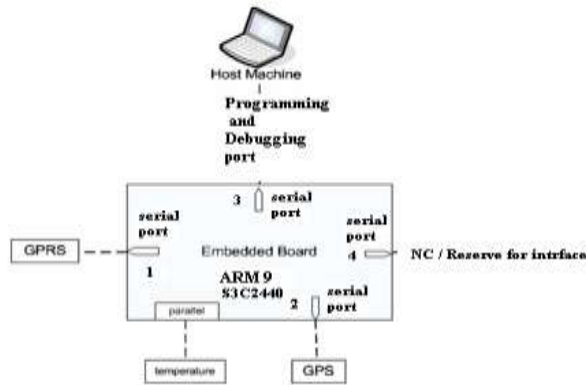 Host Machine
Programming
and
Debugging
port
3
serial
port
serial
port
serial
port
GPRS
1
Embedded Board
4
NC / Reserve for intrface
ARM 9
S3C2440
2
serial
port
parallel
temperature
GPS